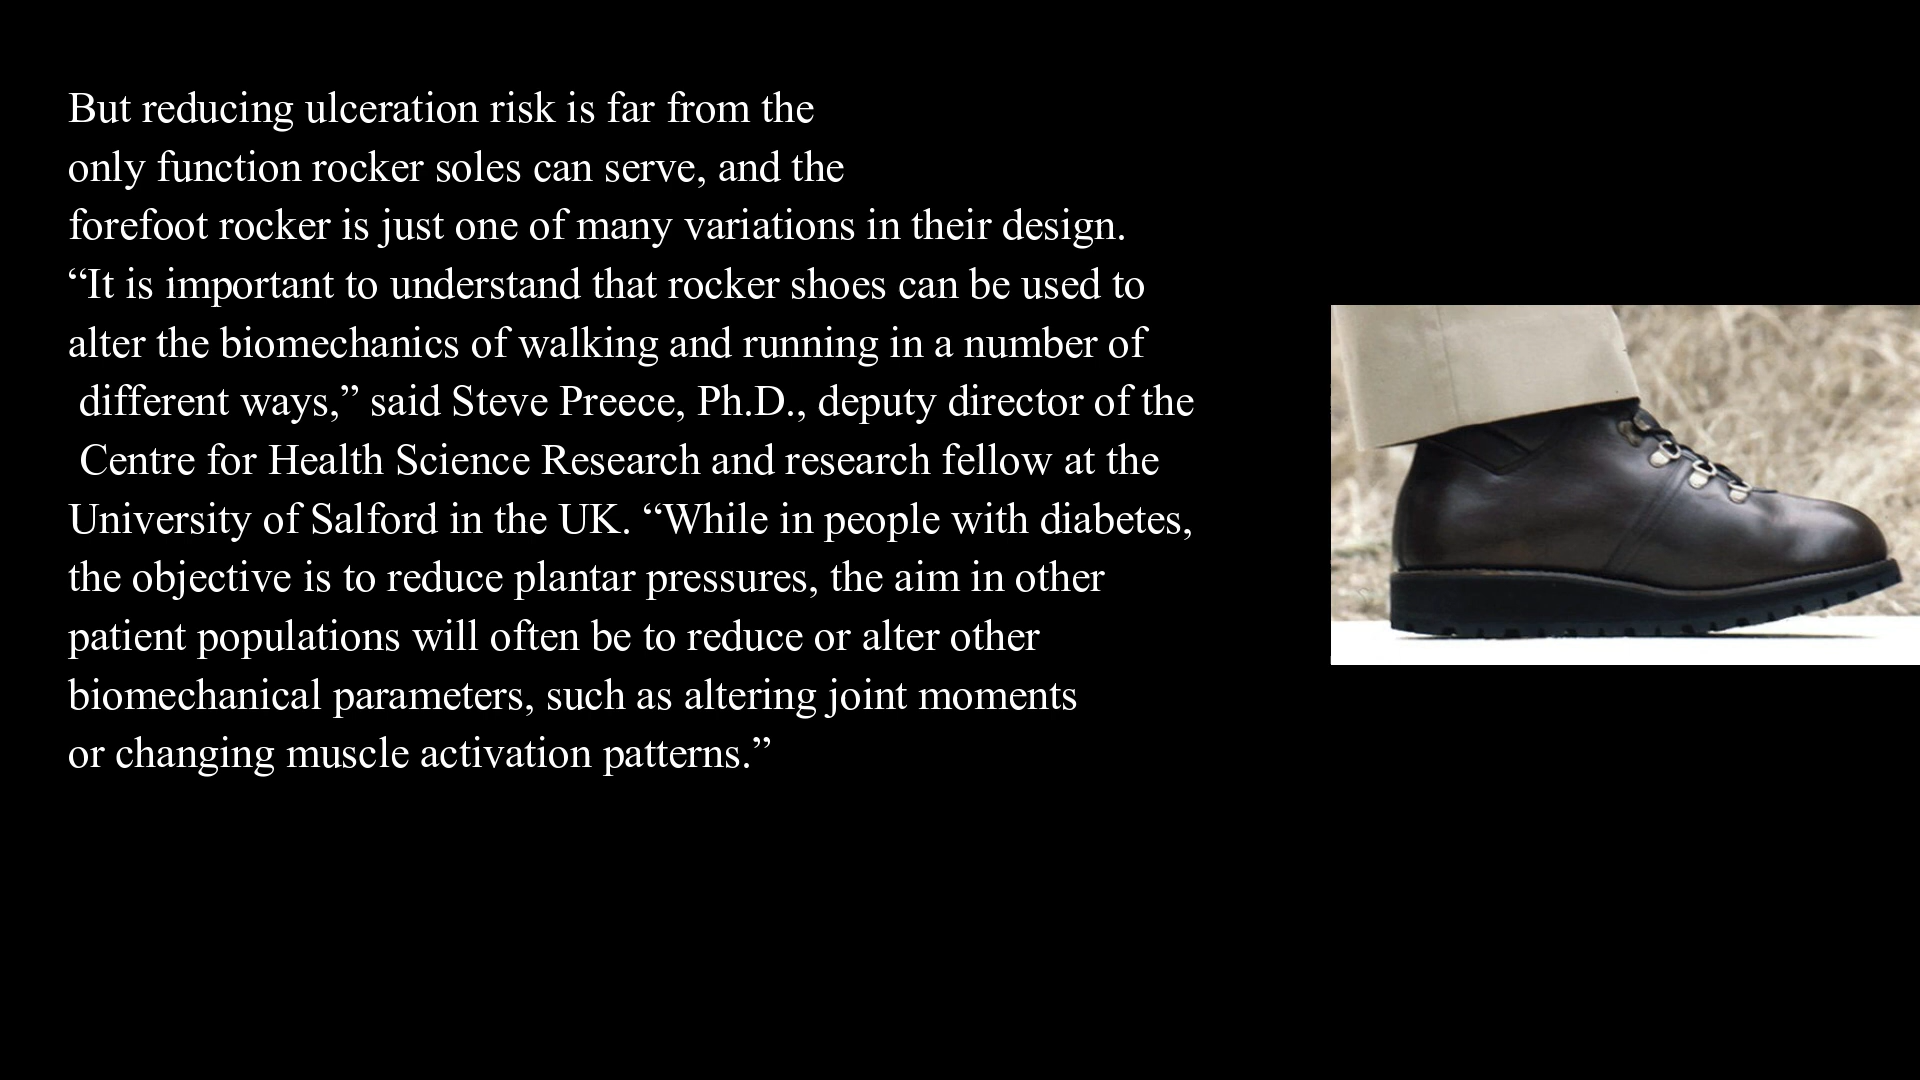 But reducing ulceration risk is far from the
only function rocker soles can serve, and the
forefoot rocker is just one of many variations in their design.
“It is important to understand that rocker shoes can be used to
alter the biomechanics of walking and running in a number of
different ways,” said Steve Preece, Ph.D., deputy director of the
Centre for Health Science Research and research fellow at the
University of Salford in the UK. “While in people with diabetes,
the objective is to reduce plantar pressures, the aim in other
patient populations will often be to reduce or alter other
biomechanical parameters, such as altering joint moments
or changing muscle activation patterns.”